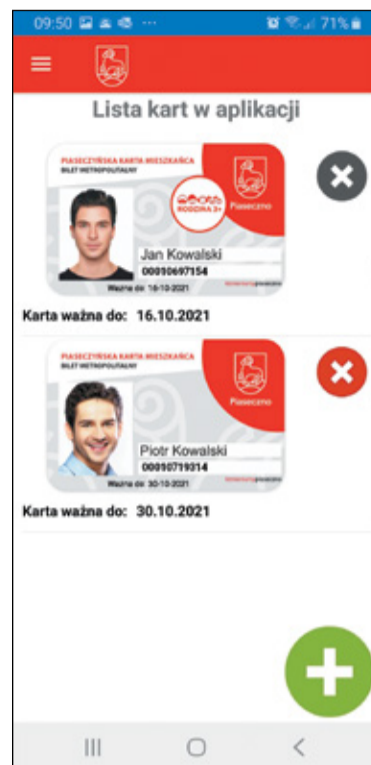 09:50 71%
Lista kart w aplikacji
PIASECZYŃSKA KARTA MIESZKAŃCA
BILET METROPOLITALNY
RODZINA 3+
Piaseczno
Jan Kowalski
00010697154
Ważna do: 16-10-2021
Karta ważna do: 16.10.2021
PIASECZYŃSKA KARTA MIESZKAŃCA
BILET METROPOLITALNY
Piaseczno
Piotr Kowalski
00010719314
Ważna do: 30-10-2021
Karta ważna do: 30.10.2021